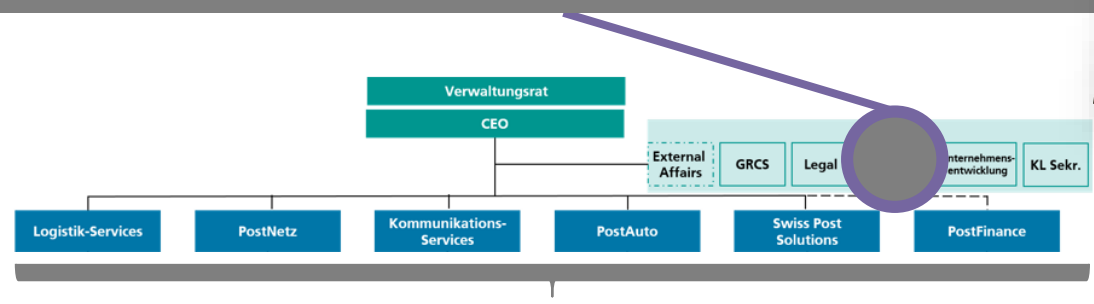 Verwaltungsrat
CEO
External
Affairs
GRCS
Legal
nternehmens-
entwicklung
KL Sekr.
Logistik-Services
PostNetz
Kommunikations-
Services
PostAuto
Swiss Post
Solutions
PostFinance